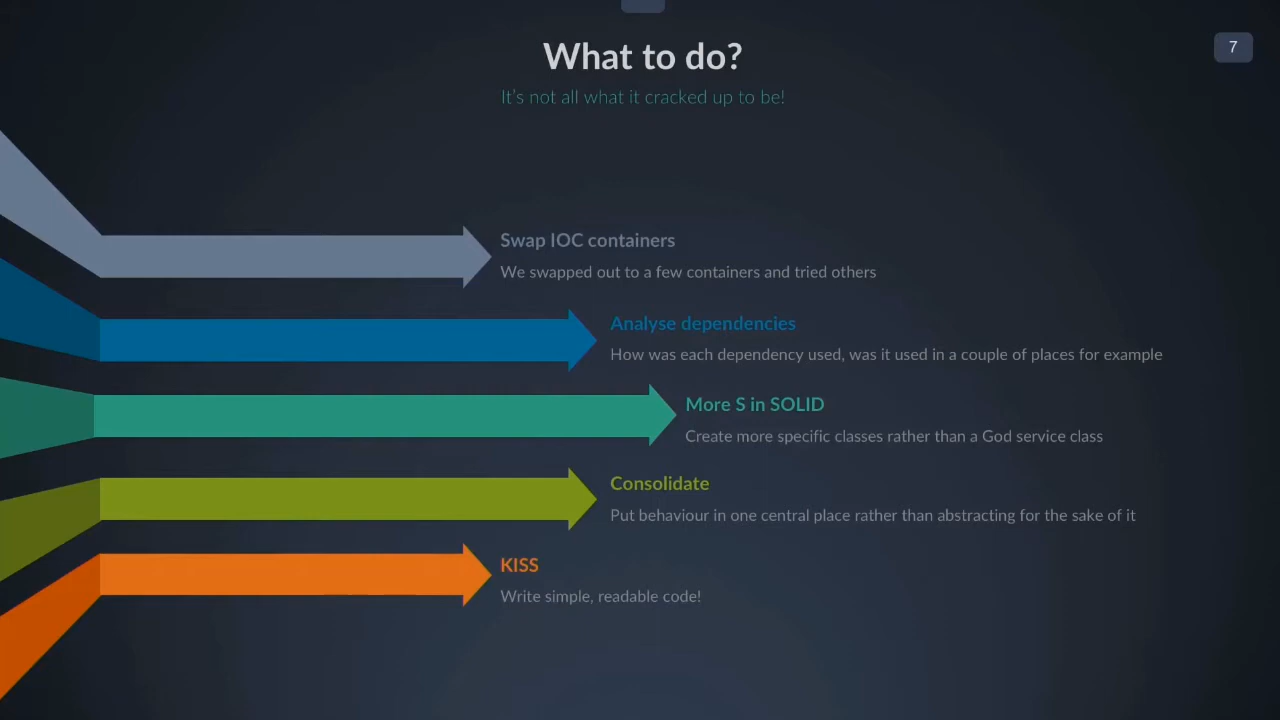 What to do?
7
It's not all what it cracked up to be!
Swap IOC containers
We swapped out to a few containers and tried others
Analyse dependencies
How was each dependency used, was it used in a couple of places for example
More S in SOLID
Create more specific classes rather than a God service class
Consolidate
Put behaviour in one central place rather than abstracting for the sake of it
KISS
Write simple, readable code!